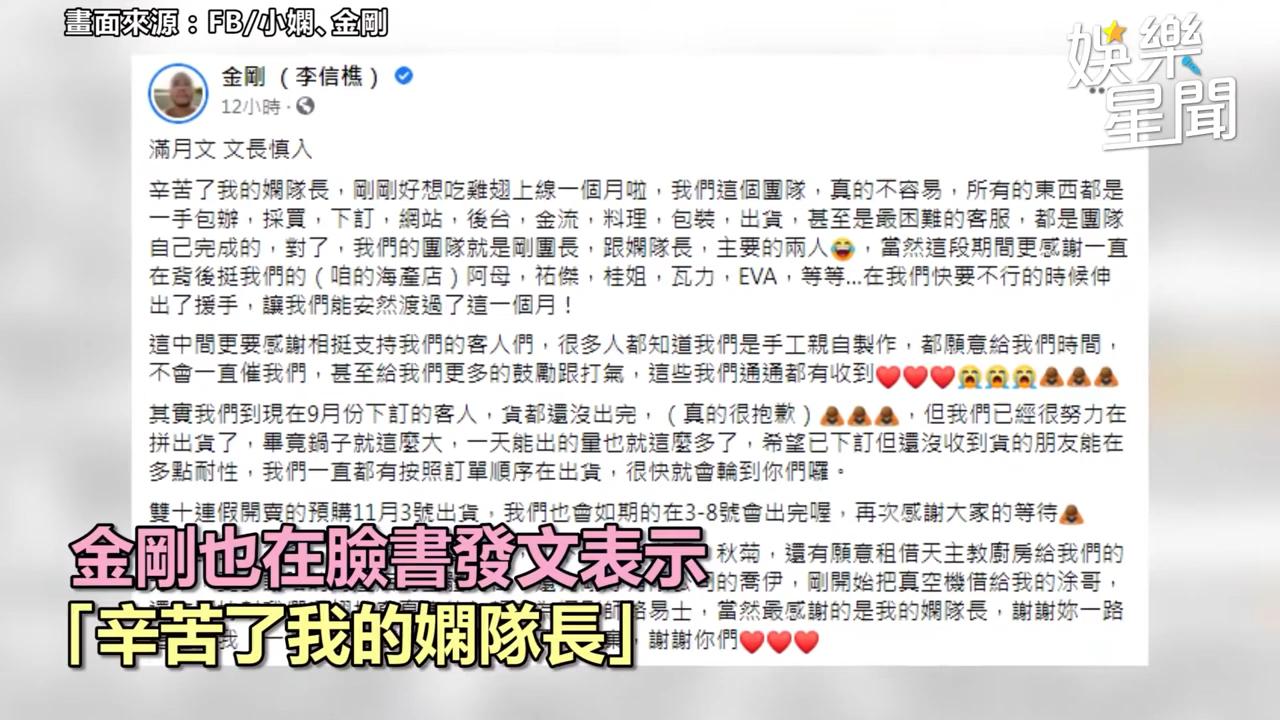 畫面來源：FB/小嫻、金剛
娛樂星聞
金剛（李信樵）
12小時
滿月文 文長慎入
辛苦了我的嫻隊長，剛剛好想吃雞翅上線一個月啦，我們這個團隊，真的不容易，所有的東西都是
一手包辦，採買，下訂，網站，後台，金流，料理，包裝，出貨，甚至是最困難的客服，都是團隊
自己完成的，對了，我們的團隊就是剛團長，跟嫻隊長，主要的兩人😂，當然這段期間更感謝一直
在背後挺我們的（咱的海產店）阿母，祐傑，桂姐，瓦力，EVA，等等...在我們快要不行的時候伸
出了援手，讓我們能安然渡過了這一個月！
這中間更要感謝相挺支持我們的客人們，很多人都知道我們是手工親自製作，都願意給我們時間，
不會一直催我們，甚至給我們更多的鼓勵跟打氣，這些我們通通都有收到❤️❤️❤️😭😭😭🙏🏾🙏🏾🙏🏾
其實我們到現在9月份下訂的客人，貨都還沒出完，（真的很抱歉）🙏🏾🙏🏾🙏🏾，但我們已經很努力在
拼出貨了，畢竟鍋子就這麼大，一天能出的量也就這麼多了，希望已下訂但還沒收到貨的朋友能在
多點耐性，我們一直都有按照訂單順序在出貨，很快就會輪到你們囉。
雙十連假開賣的預購11月3號出貨，我們也會如期的在3-8號會出完喔，再次感謝大家的等待🙏🏾
秋菊，還有願意租借天主教廚房給我們的
的喬伊，剛開始把真空機借給我的涂哥，
師路易士，當然最感謝的是我的嫻隊長，謝謝妳一路
我一
，謝謝你們❤️❤️❤️
金剛也在臉書發文表示
「辛苦了我的嫻隊長」